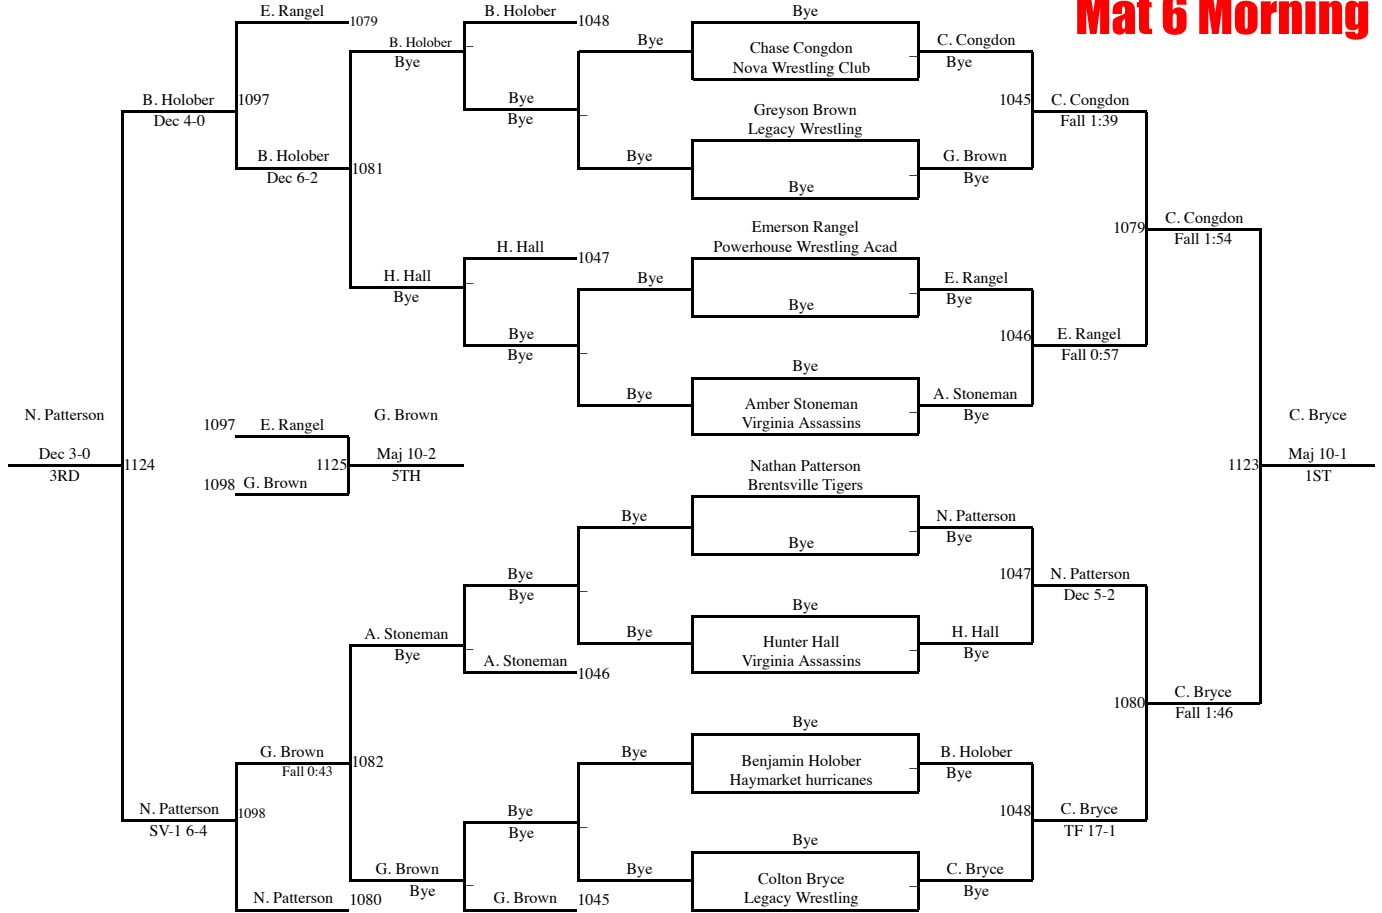 Mat 6 Morning
E. Rangel
1079
B. Holober
1048
Bye
B. Holober
Bye
Bye
Chase Congdon
Nova Wrestling Club
C. Congdon
Bye
B. Holober
Dec 4-0
1097
Bye
Bye
Greyson Brown
Legacy Wrestling
1045
C. Congdon
Fall 1:39
B. Holober
Dec 6-2
1081
Bye
Bye
G. Brown
Bye
H. Hall
1047
Emerson Rangel
Powerhouse Wrestling Acad
1079
C. Congdon
Fall 1:54
H. Hall
Bye
Bye
Bye
E. Rangel
Bye
Bye
Bye
1046
E. Rangel
Fall 0:57
Bye
Bye
Amber Stoneman
Virginia Assassins
A. Stoneman
Bye
N. Patterson
Dec 3-0
3RD
1124
1097
E. Rangel
1098
G. Brown
1125
G. Brown
Maj 10-2
5TH
C. Bryce
1123
Maj 10-1
1ST
Nathan Patterson
Brentsville Tigers
Bye
Bye
N. Patterson
Bye
Bye
Bye
1047
N. Patterson
Dec 5-2
A. Stoneman
Bye
A. Stoneman
1046
Bye
Bye
Hunter Hall
Virginia Assassins
H. Hall
Bye
1080
C. Bryce
Fall 1:46
G. Brown
Fall 0:43
1082
Bye
Bye
Benjamin Holober
Haymarket hurricanes
B. Holober
Bye
N. Patterson
SV-1 6-4
1098
Bye
Bye
1048
C. Bryce
TF 17-1
G. Brown
Bye
Bye
Bye
Colton Bryce
Legacy Wrestling
C. Bryce
Bye
N. Patterson
1080
G. Brown
1045